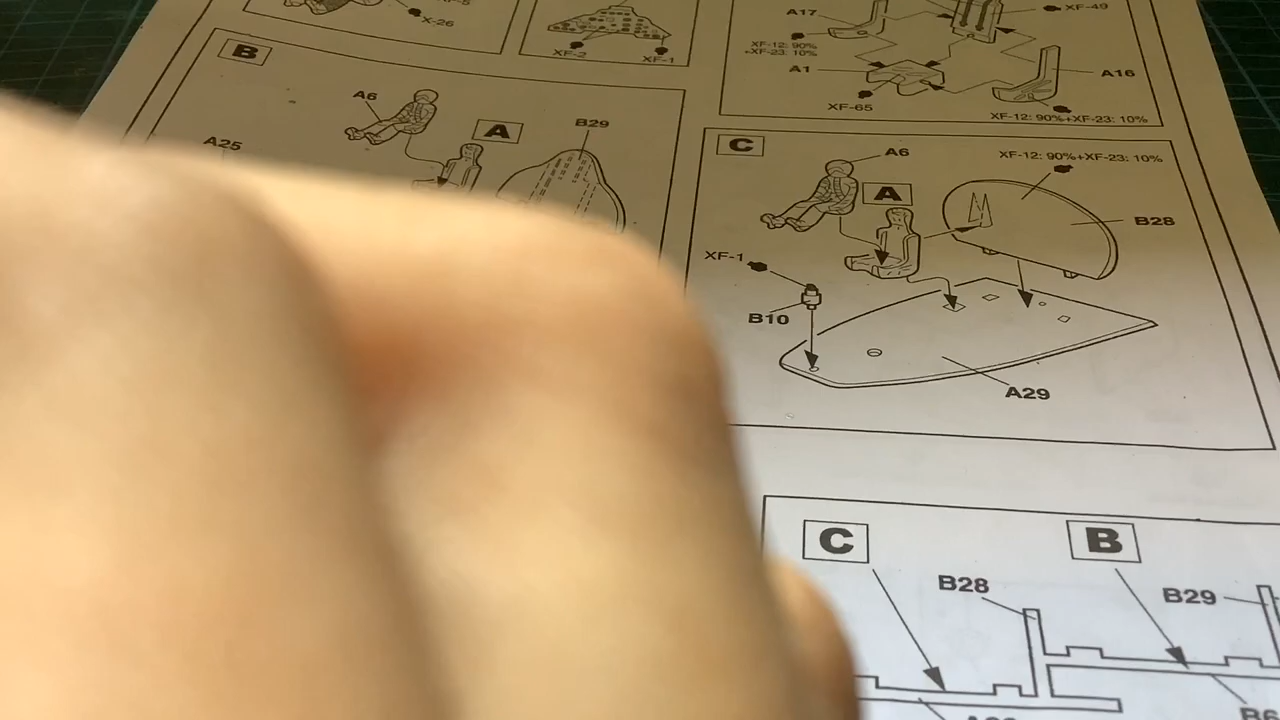 X-26
XF-2
XF-1
B
A6
A
B29
A25
A17
XF-12: 90%
+XF-23: 10%
A1
XF-65
XF-49
A16
XF-12: 90%+XF-23: 10%
C
A6
A
XF-12: 90%+XF-23: 10%
B28
XF-1
B10
A29
C
B28
B
B29